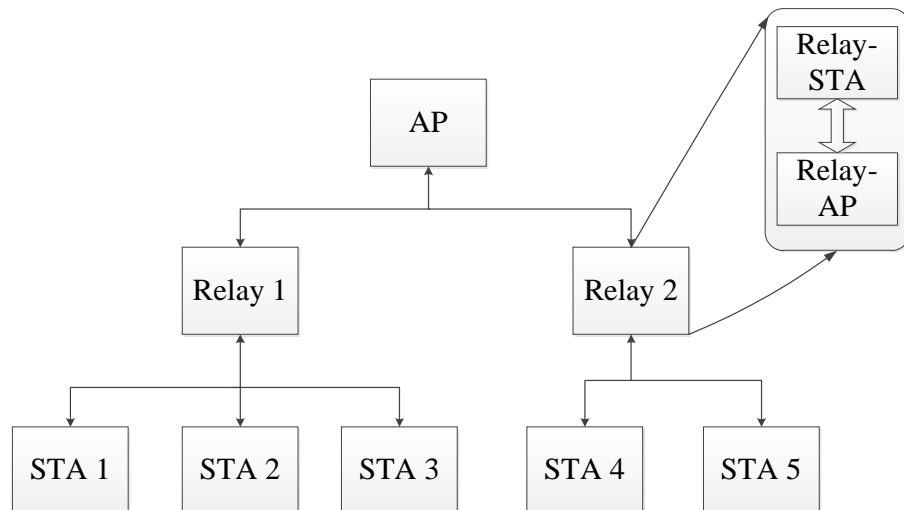 Relay-
STA
AP
Relay-
AP
Relay 1
Relay 2
STA 1
STA 2
STA 3
STA 4
STA 5